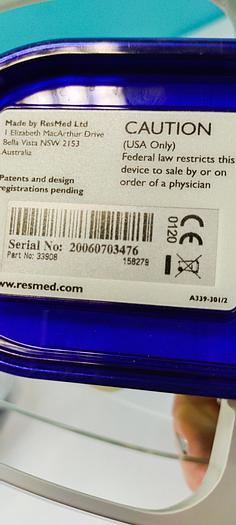 Made by ResMed Ltd
1 Elizabeth MacArthur Drive
Bella Vista NSW 2153
Australia
Patents and design
registrations pending
CAUTION
(USA Only)
Federal law restricts this
device to sale by or on
order of a physician
Serial No: 20060703476
Part No: 33908 158279
CE
0120
www.resmed.com
A339-301/2